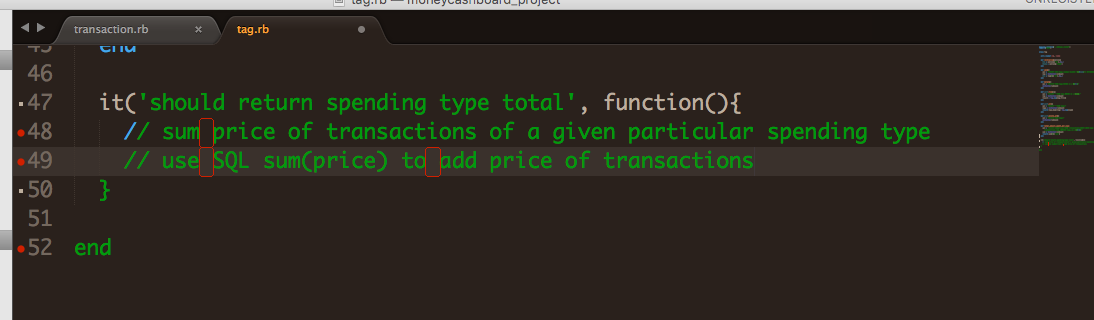 tag.rb — moneycashboard_project
transaction.rb × tag.rb
45 end
46
47 it('should return spending type total', function(){
48 // sum price of transactions of a given particular spending type
49 // use SQL sum(price) to add price of transactions
50 }
51
52 end